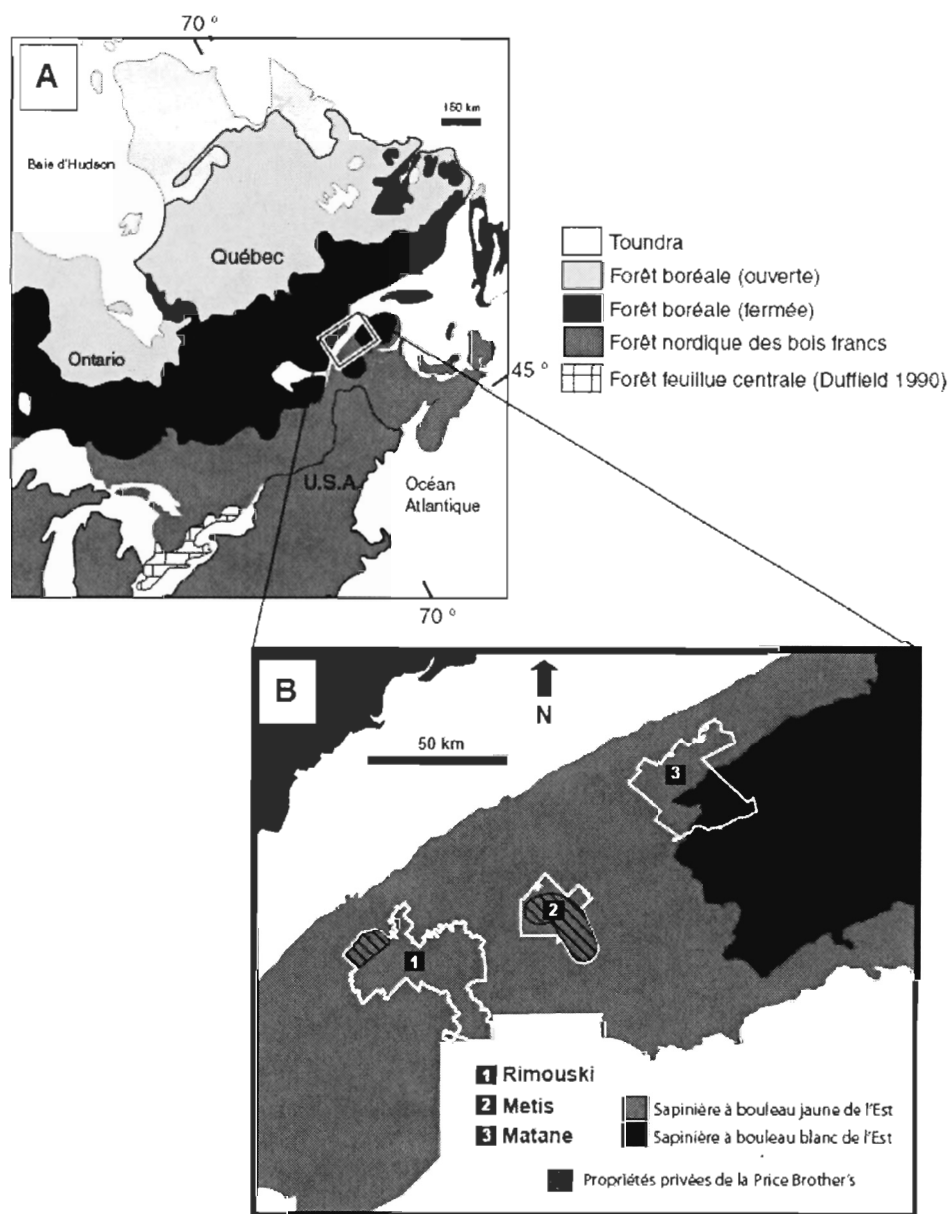 70 °
A
150 km
Baie d'Hudson
Québec
Ontario
45 °
U.S.A.
Océan
Atlantique
70 °
Toundra
Forêt boréale (ouverte)
Forêt boréale (fermée)
Forêt nordique des bois francs
Forêt feuillue centrale (Duffield 1990)
B
N
50 km
3
2
1
1 Rimouski
2 Metis
3 Matane
Sapinière à bouleau jaune de l'Est
Sapinière à bouleau blanc de l'Est
Propriétés privées de la Price Brother's